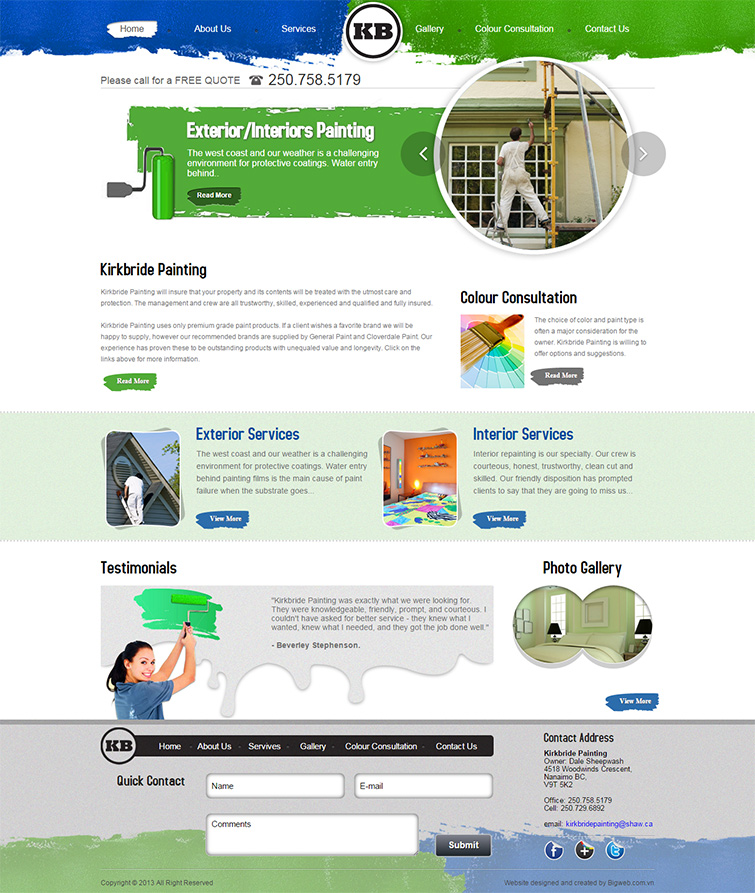 Home
About Us
Services
KB
Gallery
Colour Consultation
Contact Us
Please call for a FREE QUOTE 250.758.5179
Exterior/Interiors Painting
The west coast and our weather is a challenging
environment for protective coatings. Water entry
behind..
Read More
Kirkbride Painting
Kirkbride Painting will insure that your property and its contents will be treated with the utmost care and
protection. The management and crew are all trustworthy, skilled, experienced and qualified and fully insured.
Kirkbride Painting uses only premium grade paint products. If a client wishes a favorite brand we will be
happy to supply, however our recommended brands are supplied by General Paint and Cloverdale Paint. Our
experience has proven these to be outstanding products with unequaled value and longevity. Click on the
links above for more information.
Read More
Colour Consultation
The choice of color and paint type is
often a major consideration for the
owner. Kirkbride Painting is willing to
offer options and suggestions.
Read More
Exterior Services
The west coast and our weather is a challenging
environment for protective coatings. Water entry
behind painting films is the main cause of paint
failure when the substrate goes...
View More
Interior Services
Interior repainting is our specialty. Our crew is
courteous, honest, trustworthy, clean cut and
skilled. Our friendly disposition has prompted
clients to say that they are going to miss us...
View More
Testimonials
"Kirkbride Painting was exactly what we were looking for.
They were knowledgeable, friendly, prompt, and courteous. I
couldn't have asked for better service - they knew what I
wanted, knew what I needed, and they got the job done well."
- Beverley Stephenson.
Photo Gallery
View More
KB
Home - About Us - Servives - Gallery - Colour Consultation - Contact Us
Quick Contact
Name
E-mail
Comments
Submit
Contact Address
Kirkbride Painting
Owner: Dale Sheepwash
4518 Woodwinds Crescent,
Nanaimo BC,
V9T 5K2
Office: 250.758.5179
Cell: 250.729.6892
email: kirkbridepainting@shaw.ca
Copyright © 2013 All Right Reserved
Website designed and created by Bigweb.com.vn